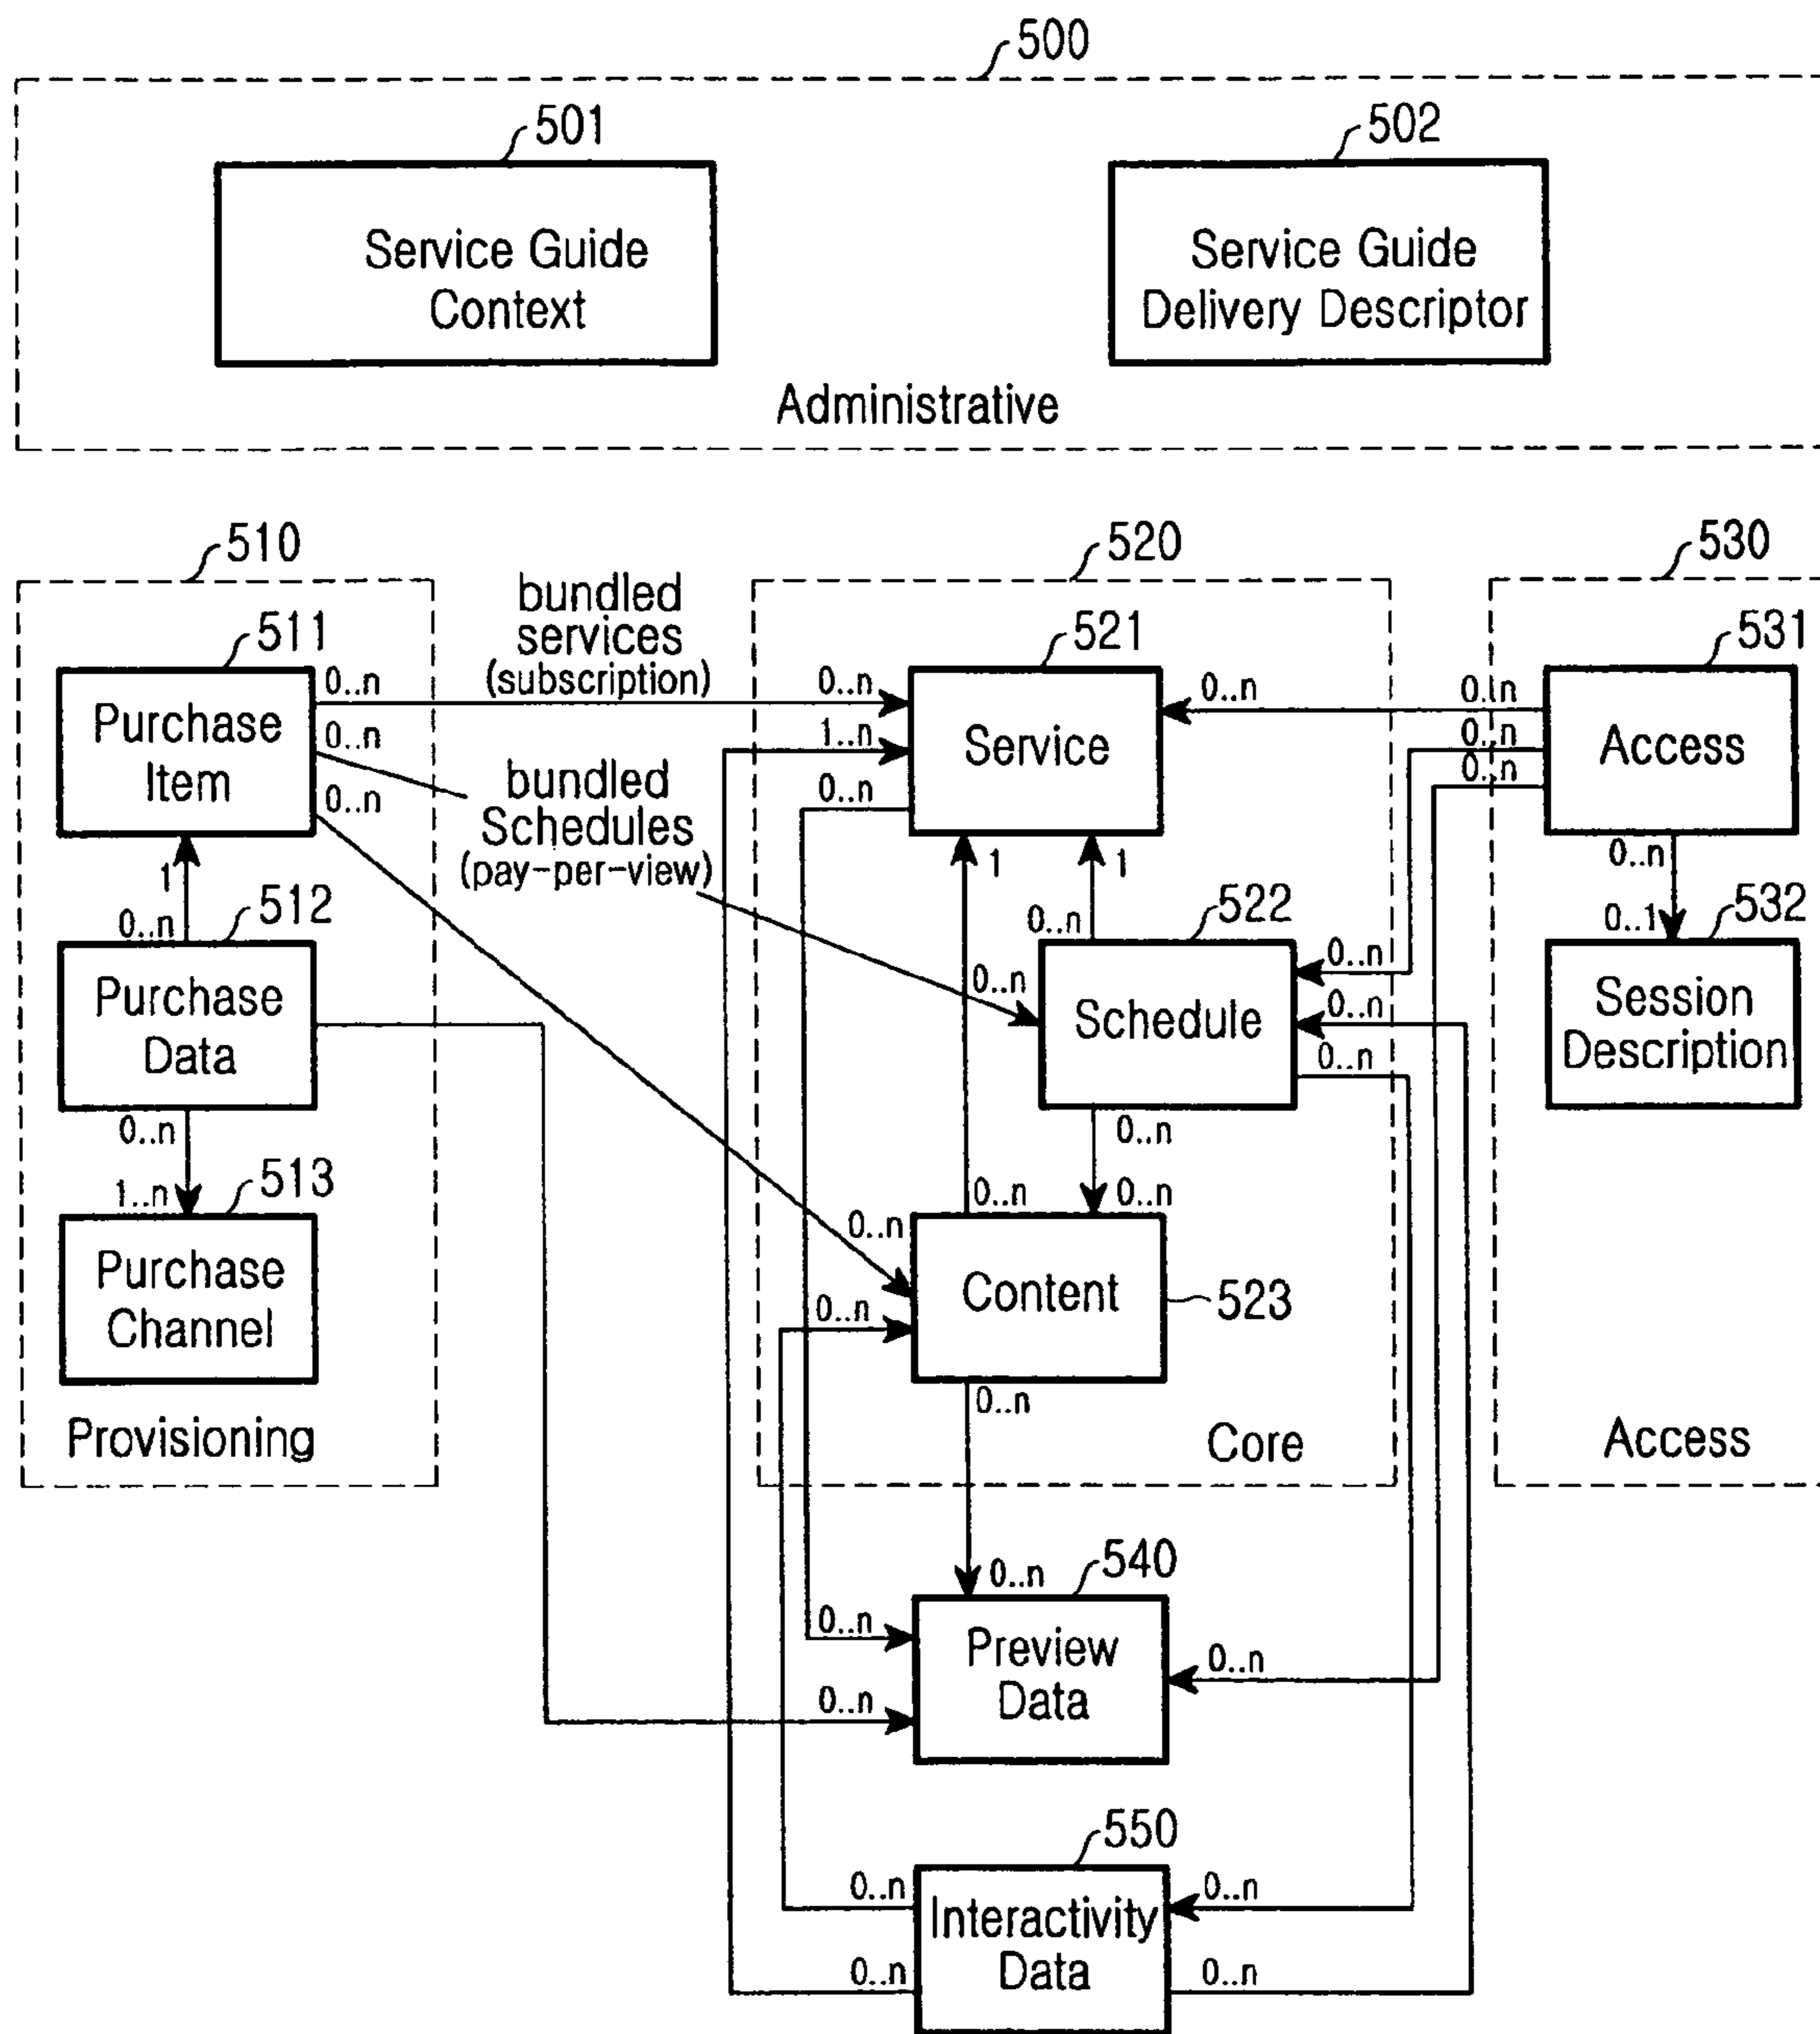 500
501
502
Service Guide
Context
Service Guide
Delivery Descriptor
Administrative
510
520
530
bundled
services
(subscription)
511
521
531
0..n
0..n
0..n
0..n
Purchase
Item
0..n
1..n
Service
0..n
Access
0..n
0..n
bundled
Schedules
(pay-per-view)
0..n
1
1
1
0..n
0..n
512
0..n
522
0..1
532
Purchase
Data
0..n
Schedule
0..n
0..n
0..n
Session
Description
0..n
0..n
1..n
513
0..n
0..n
Purchase
Channel
0..n
Content
523
0..n
0..n
Provisioning
Core
Access
0..n
540
0..n
Preview
Data
0..n
0..n
550
0..n
Interactivity
Data
0..n
0..n
0..n